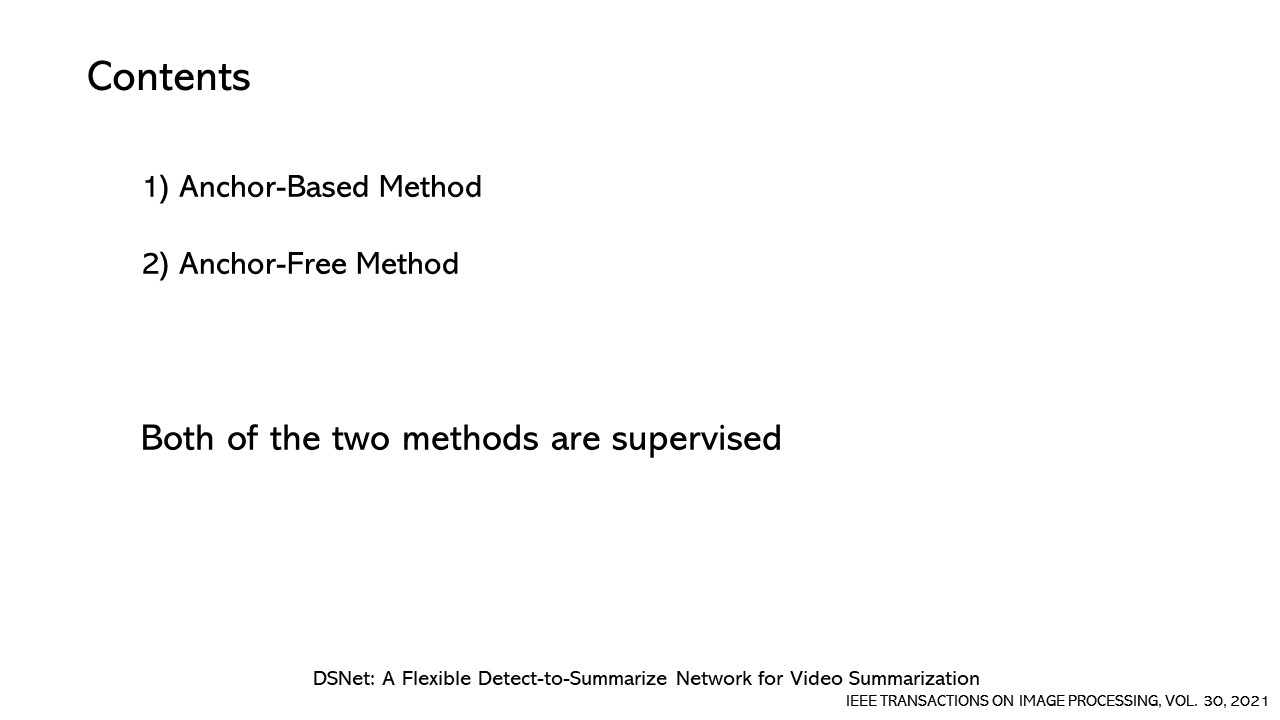 Contents
1) Anchor-Based Method
2) Anchor-Free Method
Both of the two methods are supervised
DSNet: A Flexible Detect-to-Summarize Network for Video Summarization
IEEE TRANSACTIONS ON IMAGE PROCESSING, VOL. 30, 2021